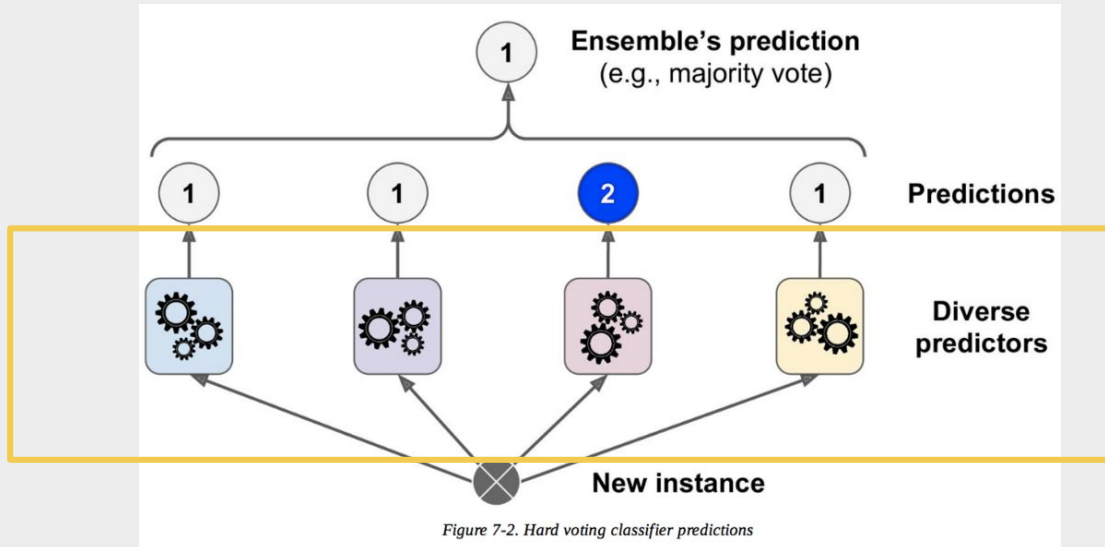 1
Ensemble's prediction
(e.g., majority vote)
1 1 2 1 Predictions
Diverse
predictors
New instance
Figure 7-2. Hard voting classifier predictions